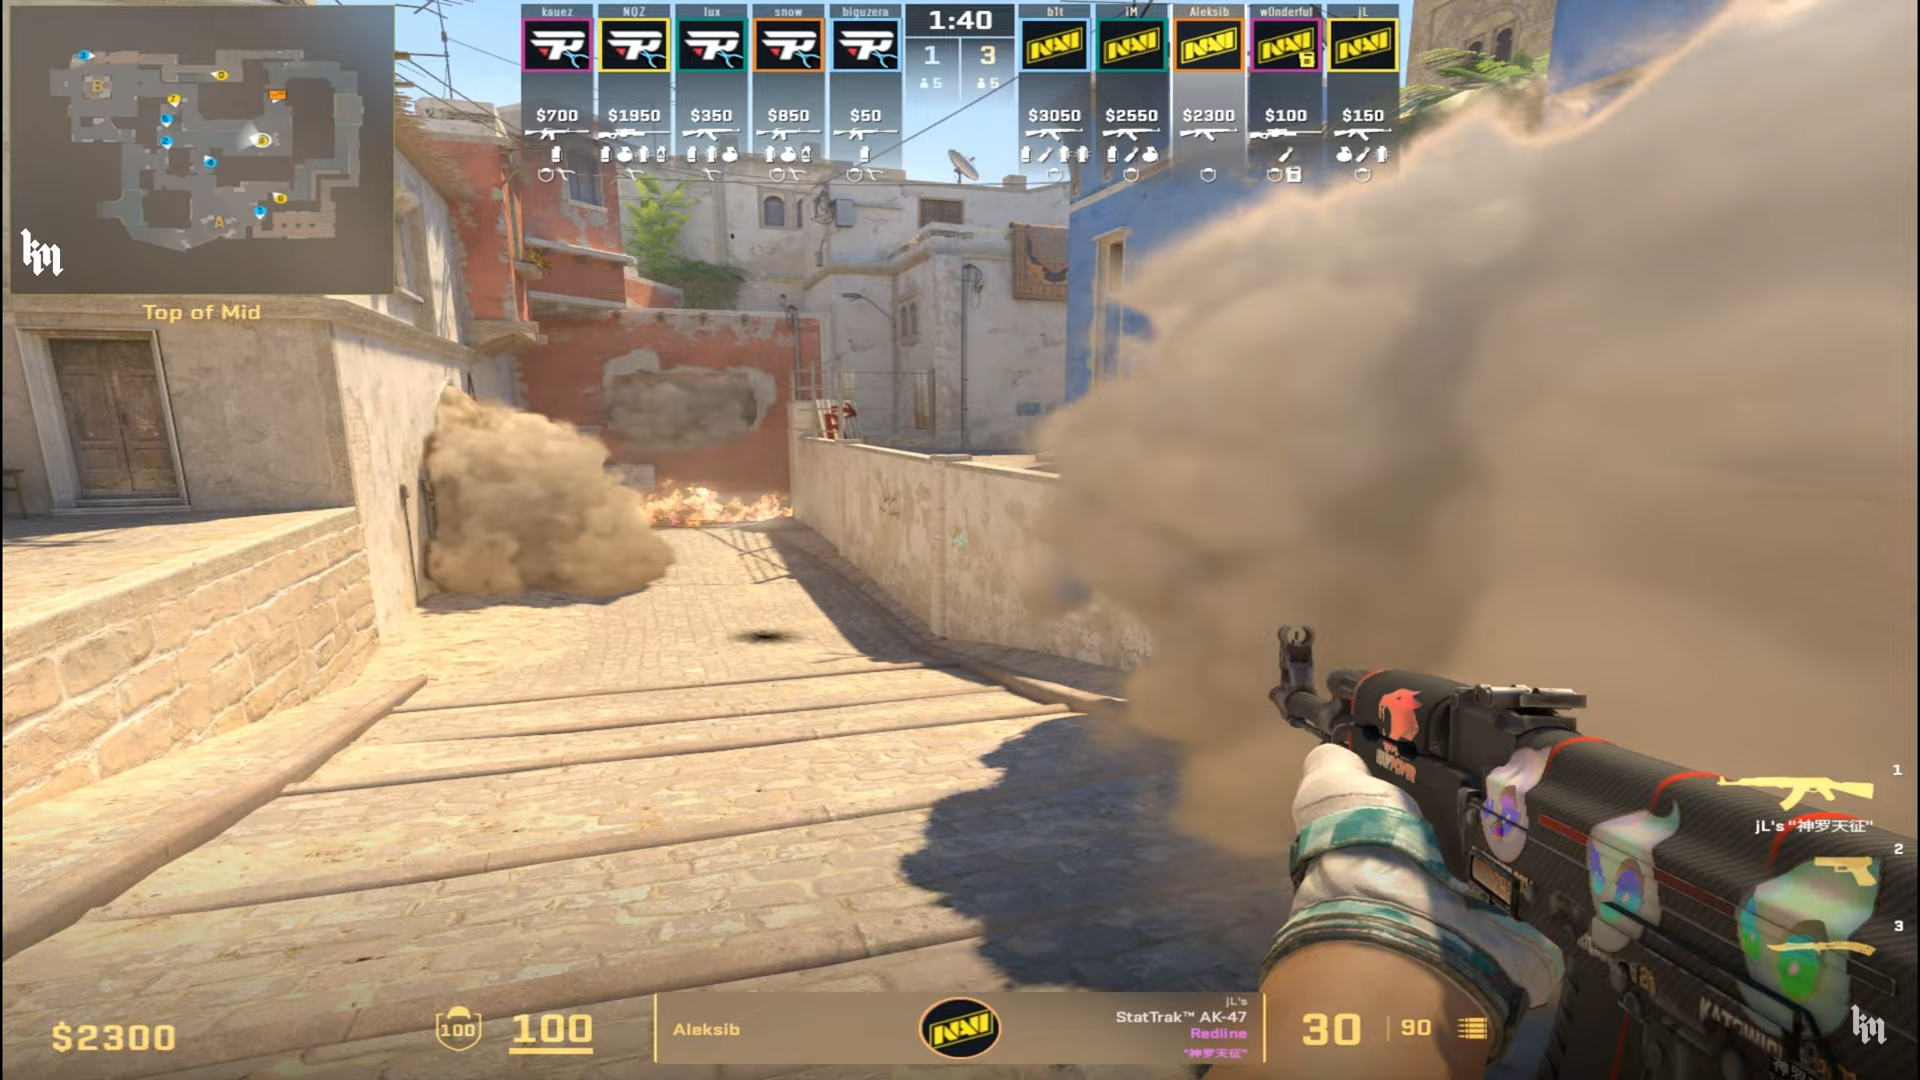 kauez NQZ lux snow biguzera 1:40 b1t iM Aleksib w0nderful jL
1 3
5 5
$700 $1950 $350 $850 $50 $3050 $2550 $2300 $100 $150
B
A
Top of Mid
1
jL's "神罗天征"
2
3
$2300
100
100
Aleksib
NAVI
jL's
StatTrak™ AK-47
Redline
"神罗天征"
30 90